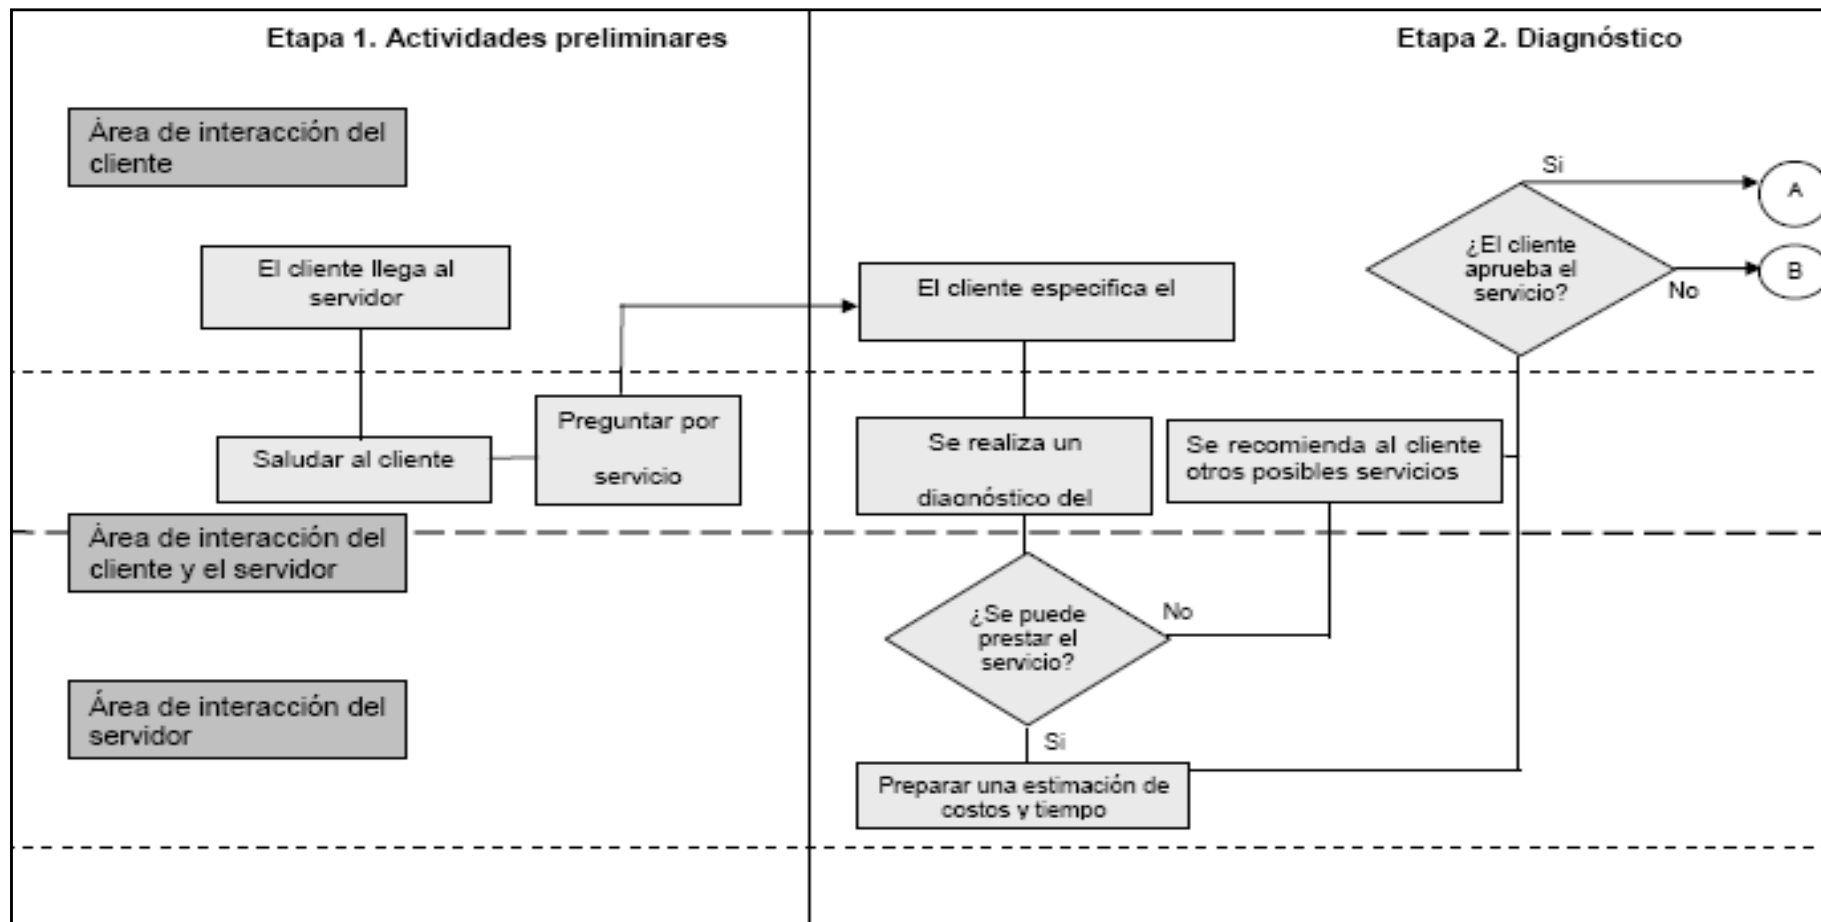 Etapa 1. Actividades preliminares
Etapa 2. Diagnóstico
Área de interacción del
cliente
El cliente llega al
servidor
Saludar al cliente
Preguntar por
servicio
Área de interacción del
cliente y el servidor
Área de interacción del
servidor
El cliente especifica el
Se realiza un
diagnóstico del
¿Se puede
prestar el
servicio?
No
Si
Preparar una estimación de
costos y tiempo
Se recomienda al cliente
otros posibles servicios
¿El cliente
aprueba el
servicio?
Si
A
No
B